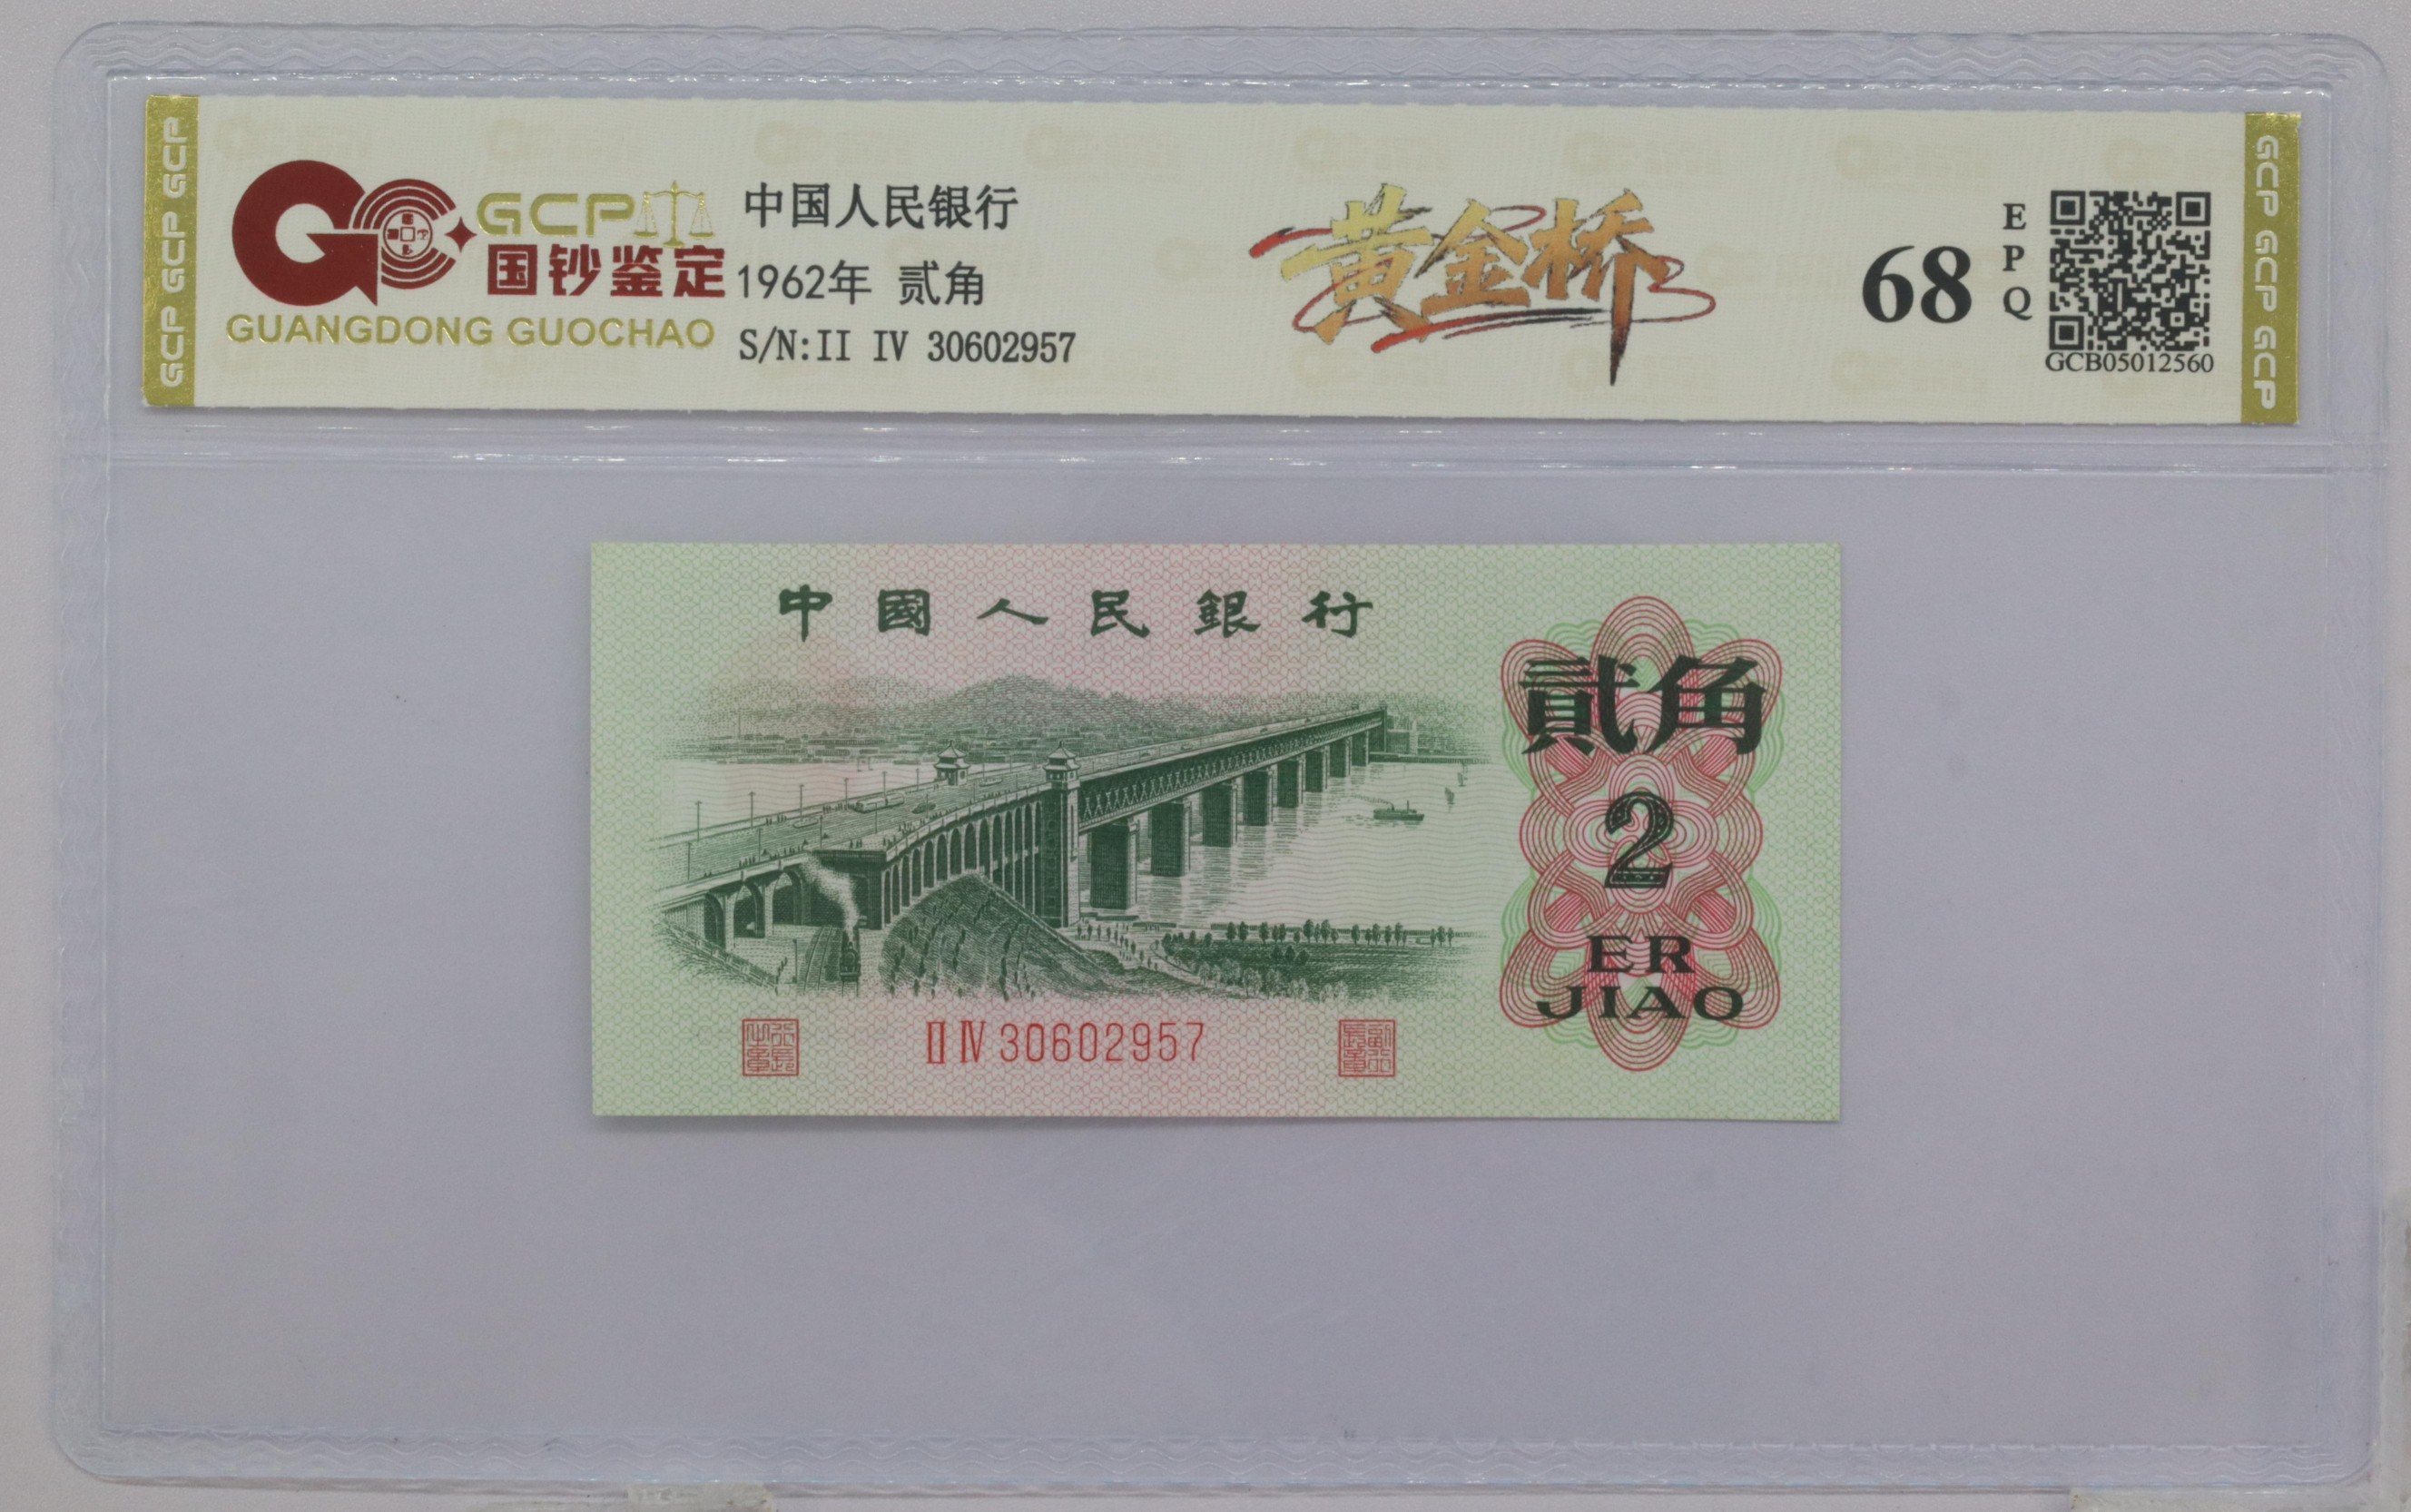 GCP GCP GCP
GCP
国钞鉴定
GUANGDONG GUOCHAO
中国人民银行
1962年 贰角
S/N:II IV 30602957
黄金桥
68
EPQ
GCB05012560
GCP GCP GCP
中國人民銀行
貳角
2
ER
JIAO
II IV 30602957